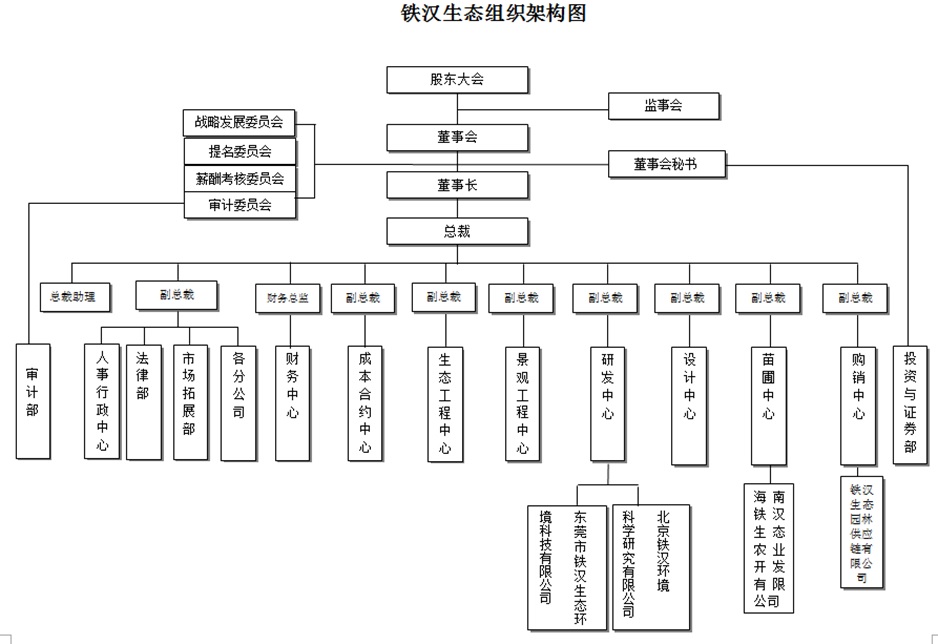 铁汉生态组织架构图
股东大会
监事会
战略发展委员会
董事会
提名委员会
董事会秘书
薪酬考核委员会
董事长
审计委员会
总裁
总裁助理
副总裁
财务总监
副总裁
副总裁
副总裁
副总裁
副总裁
副总裁
副总裁
审计部
人事行政中心
法律部
市场拓展部
各分公司
财务中心
成本合约中心
生态工程中心
景观工程中心
研发中心
设计中心
苗圃中心
购销中心
投资与证券部
东莞市铁汉生态环
境科技有限公司
北京铁汉环境
科学研究有限公司
海南
铁汉
生态
农业
开发
有限
公司
铁汉
生态
园林
供应
链有
限公
司